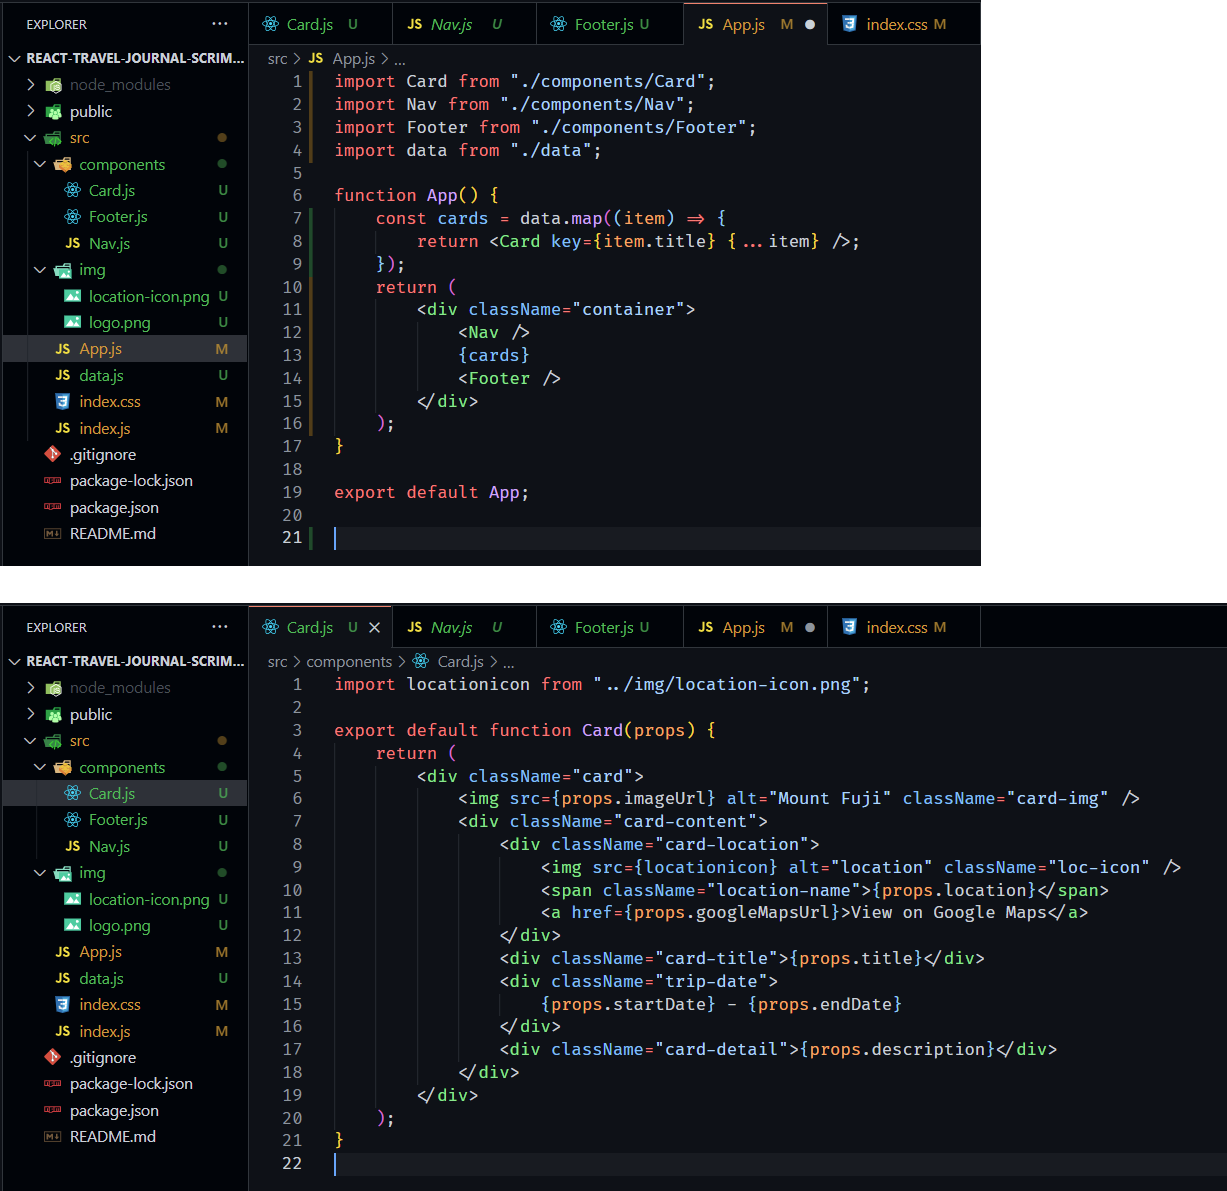 EXPLORER ...
Card.js U
JS Nav.js U
Footer.js U
JS App.js M
index.css M
REACT-TRAVEL-JOURNAL-SCRIM...
node_modules
public
src
components
Card.js U
Footer.js U
JS Nav.js U
img
location-icon.png U
logo.png U
JS App.js M
JS data.js U
index.css M
JS index.js M
.gitignore
package-lock.json
package.json
README.md
src > JS App.js > ...
1 import Card from "./components/Card";
2 import Nav from "./components/Nav";
3 import Footer from "./components/Footer";
4 import data from "./data";
5
6 function App() {
7 const cards = data.map((item) => {
8 return <Card key={item.title} {...item} />;
9 });
10 return (
11 <div className="container">
12 <Nav />
13 {cards}
14 <Footer />
15 </div>
16 );
17 }
18
19 export default App;
20
21
EXPLORER ...
Card.js U
JS Nav.js U
Footer.js U
JS App.js M
index.css M
REACT-TRAVEL-JOURNAL-SCRIM...
node_modules
public
src
components
Card.js U
Footer.js U
JS Nav.js U
img
location-icon.png U
logo.png U
JS App.js M
JS data.js U
index.css M
JS index.js M
.gitignore
package-lock.json
package.json
README.md
src > components > Card.js > ...
1 import locationicon from "../img/location-icon.png";
2
3 export default function Card(props) {
4 return (
5 <div className="card">
6 <img src={props.imageUrl} alt="Mount Fuji" className="card-img" />
7 <div className="card-content">
8 <div className="card-location">
9 <img src={locationicon} alt="location" className="loc-icon" />
10 <span className="location-name">{props.location}</span>
11 <a href={props.googleMapsUrl}>View on Google Maps</a>
12 </div>
13 <div className="card-title">{props.title}</div>
14 <div className="trip-date">
15 {props.startDate} - {props.endDate}
16 </div>
17 <div className="card-detail">{props.description}</div>
18 </div>
19 </div>
20 );
21 }
22